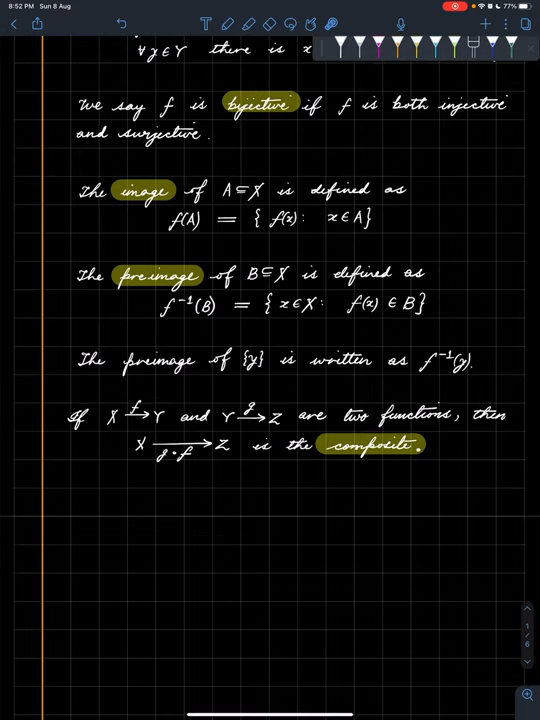 8:52 PM Sun 8 Aug 77%
∀ y ∈ Y there is x
We say f is bijective if f is both injective
and surjective.
The image of A ⊆ X is defined as
f(A) = { f(x) : x ∈ A }
The preimage of B ⊆ X is defined as
f⁻¹(B) = { x ∈ X : f(x) ∈ B }
The preimage of {y} is written as f⁻¹(y).
If X →f Y and Y →g Z are two functions, then
X →g∘f Z is the composite.
1
/
6